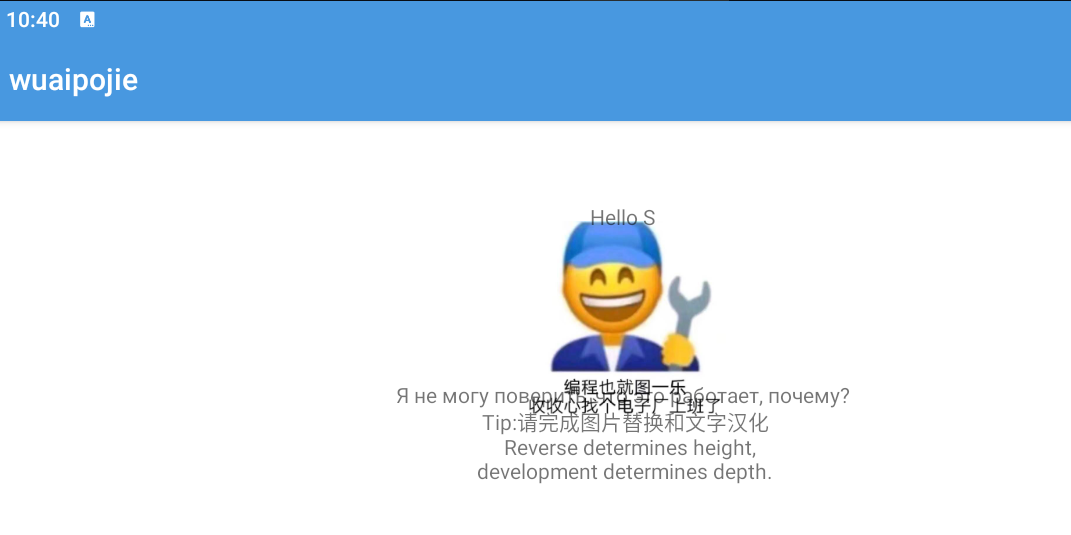 10:40 A
wuaipojie
Hello S
编程也就图一乐
Я не могу поверить, что это работает, почему?
收收心找个电子厂上班了
Tip:请完成图片替换和文字汉化
Reverse determines height,
development determines depth.